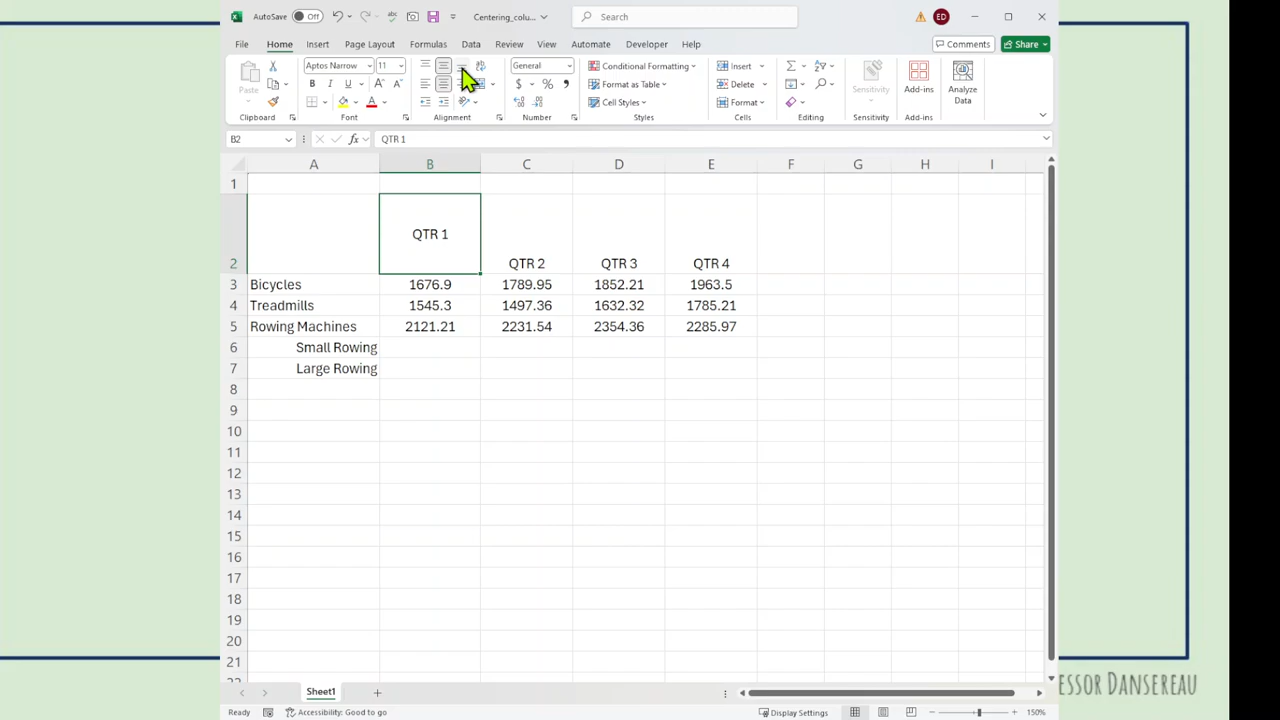 AutoSave Off Centering_colu... Search ED
File Home Insert Page Layout Formulas Data Review View Automate Developer Help Comments Share
Paste Aptos Narrow 11 General Conditional Formatting Insert Sensitivity Add-ins Analyze Data
B I U A A $ % , Format as Table Delete
A Cell Styles Format
Clipboard Font Alignment Number Styles Cells Editing Sensitivity Add-ins
B2 fx QTR 1
A B C D E F G H I
1
2 QTR 1 QTR 2 QTR 3 QTR 4
3 Bicycles 1676.9 1789.95 1852.21 1963.5
4 Treadmills 1545.3 1497.36 1632.32 1785.21
5 Rowing Machines 2121.21 2231.54 2354.36 2285.97
6 Small Rowing
7 Large Rowing
8
9
10
11
12
13
14
15
16
17
18
19
20
21
Sheet1
ESSOR DANSEREAU
Ready Accessibility: Good to go Display Settings 150%